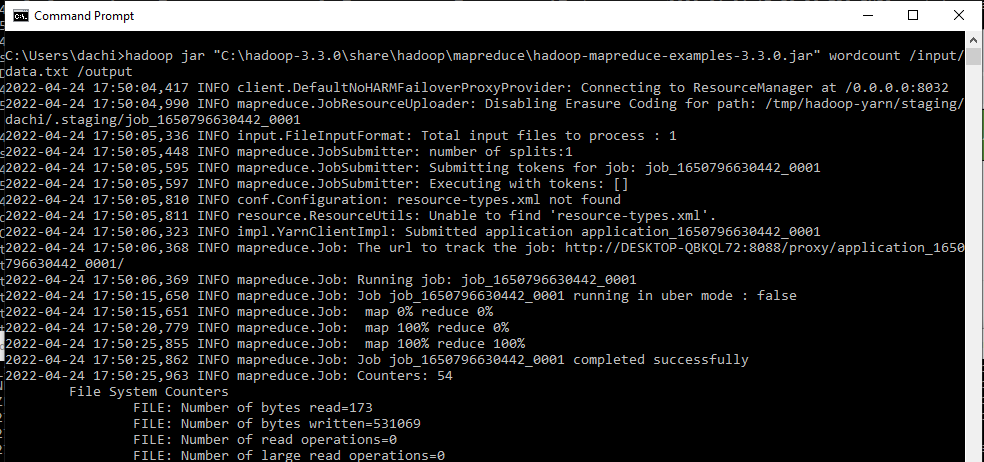 Command Prompt
C:\Users\dachi>hadoop jar "C:\hadoop-3.3.0\share\hadoop\mapreduce\hadoop-mapreduce-examples-3.3.0.jar" wordcount /input/
data.txt /output
2022-04-24 17:50:04,417 INFO client.DefaultNoHARMFailoverProxyProvider: Connecting to ResourceManager at /0.0.0.0:8032
2022-04-24 17:50:04,990 INFO mapreduce.JobResourceUploader: Disabling Erasure Coding for path: /tmp/hadoop-yarn/staging/
dachi/.staging/job_1650796630442_0001
2022-04-24 17:50:05,336 INFO input.FileInputFormat: Total input files to process : 1
2022-04-24 17:50:05,448 INFO mapreduce.JobSubmitter: number of splits:1
2022-04-24 17:50:05,595 INFO mapreduce.JobSubmitter: Submitting tokens for job: job_1650796630442_0001
2022-04-24 17:50:05,597 INFO mapreduce.JobSubmitter: Executing with tokens: []
2022-04-24 17:50:05,810 INFO conf.Configuration: resource-types.xml not found
2022-04-24 17:50:05,811 INFO resource.ResourceUtils: Unable to find 'resource-types.xml'.
2022-04-24 17:50:06,323 INFO impl.YarnClientImpl: Submitted application application_1650796630442_0001
2022-04-24 17:50:06,368 INFO mapreduce.Job: The url to track the job: http://DESKTOP-QBKQL72:8088/proxy/application_1650
796630442_0001/
2022-04-24 17:50:06,369 INFO mapreduce.Job: Running job: job_1650796630442_0001
2022-04-24 17:50:15,650 INFO mapreduce.Job: Job job_1650796630442_0001 running in uber mode : false
2022-04-24 17:50:15,651 INFO mapreduce.Job:  map 0% reduce 0%
2022-04-24 17:50:20,779 INFO mapreduce.Job:  map 100% reduce 0%
2022-04-24 17:50:25,855 INFO mapreduce.Job:  map 100% reduce 100%
2022-04-24 17:50:25,862 INFO mapreduce.Job: Job job_1650796630442_0001 completed successfully
2022-04-24 17:50:25,963 INFO mapreduce.Job: Counters: 54
File System Counters
FILE: Number of bytes read=173
FILE: Number of bytes written=531069
FILE: Number of read operations=0
FILE: Number of large read operations=0